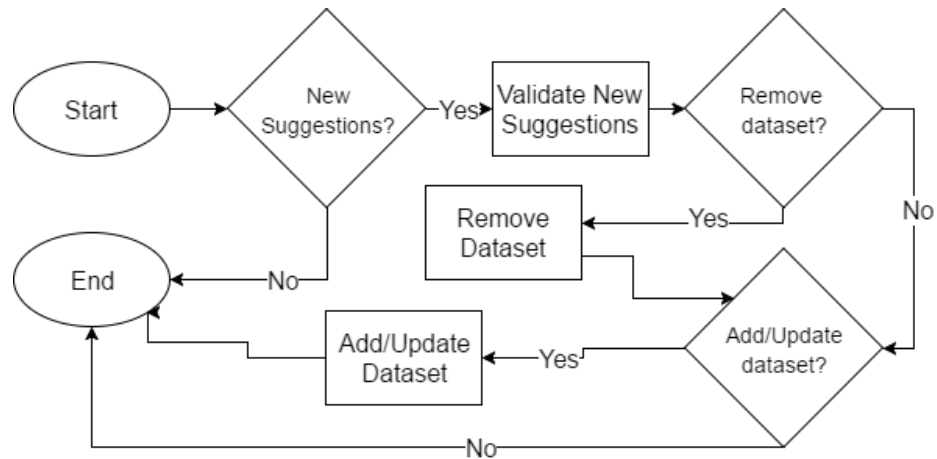 Start
New
Suggestions?
Yes
Validate New
Suggestions
Remove
dataset?
No
Yes
Remove
Dataset
End
No
Add/Update
dataset?
Yes
Add/Update
Dataset
No